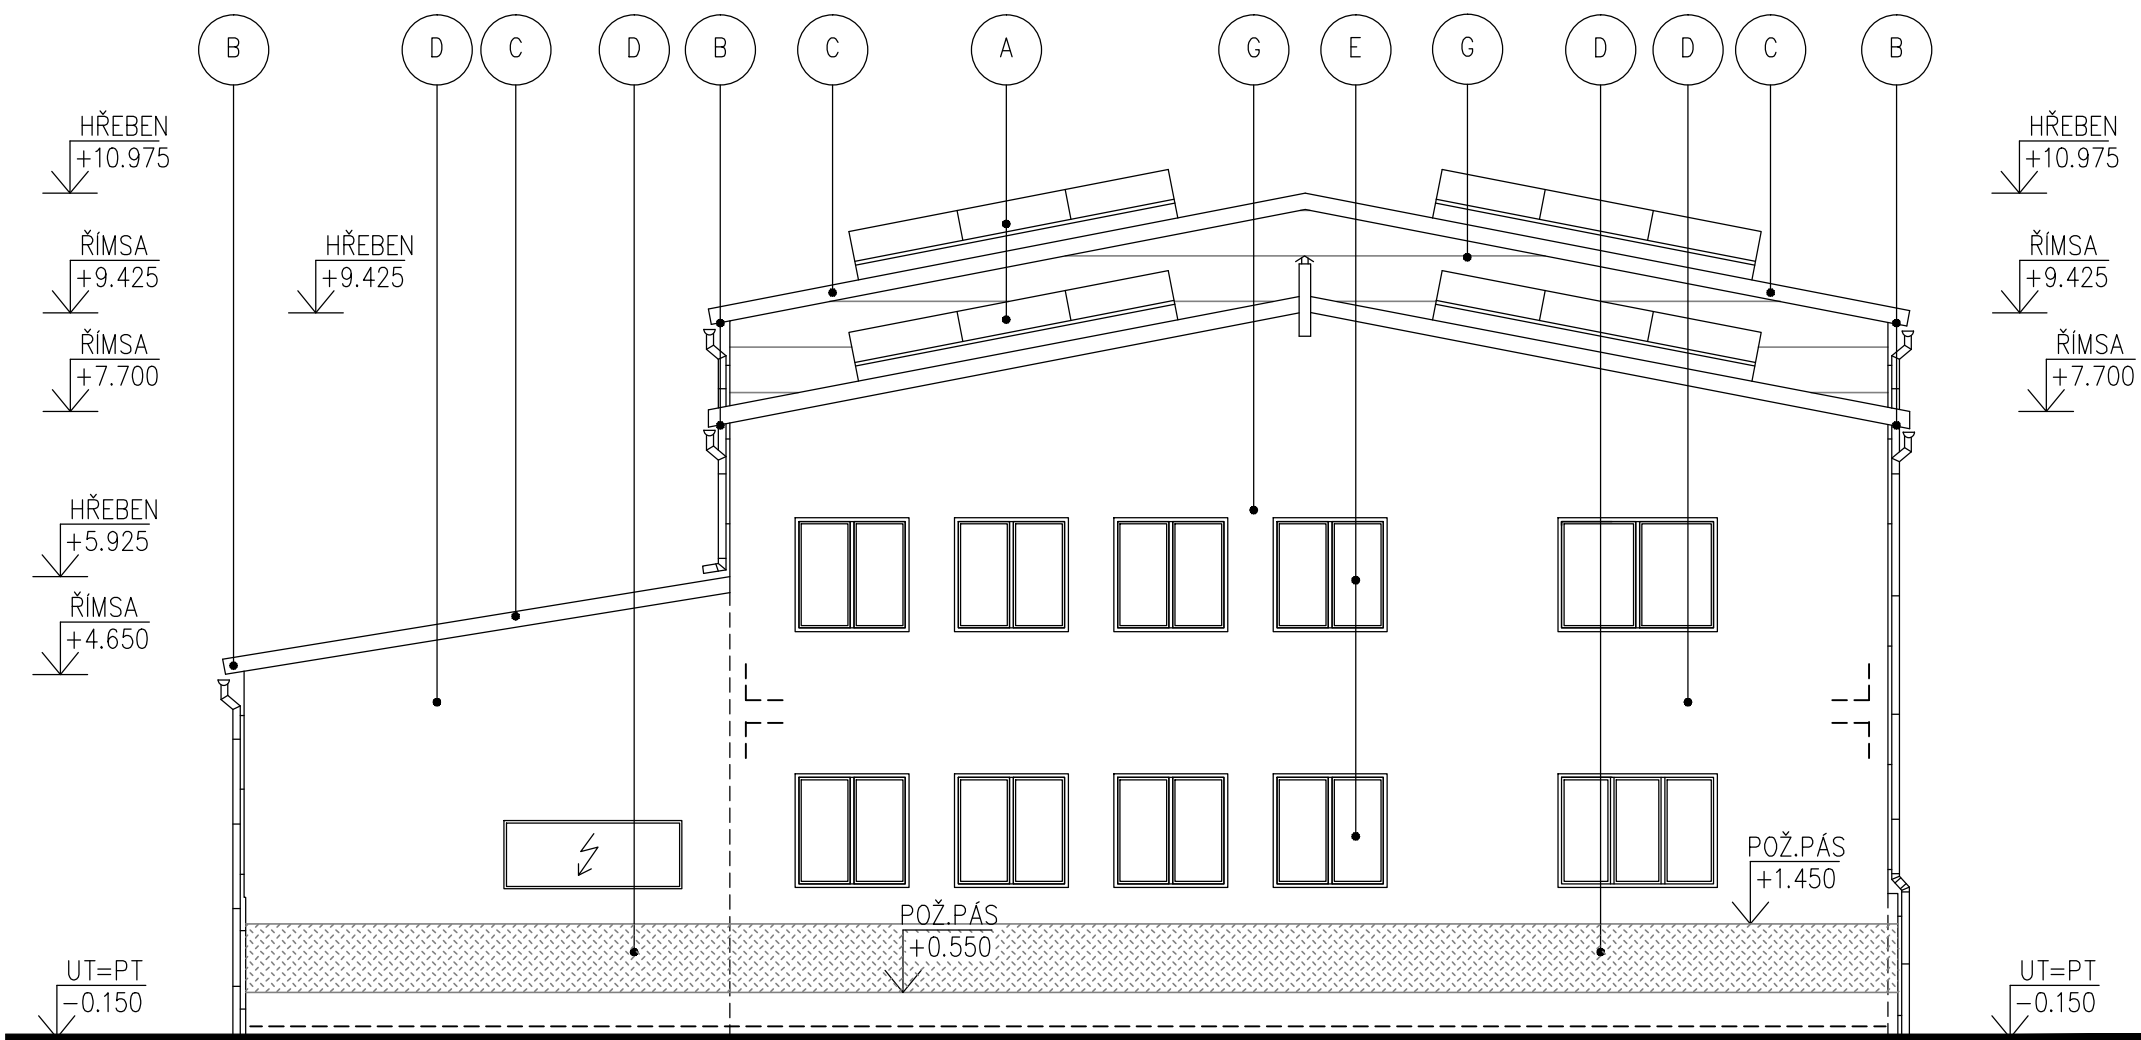 B D C D B C A G E G D D C B
HŘEBEN
+10.975
HŘEBEN
+10.975
ŘÍMSA
+9.425
HŘEBEN
+9.425
ŘÍMSA
+9.425
ŘÍMSA
+7.700
ŘÍMSA
+7.700
HŘEBEN
+5.925
ŘÍMSA
+4.650
POŽ.PÁS
+1.450
POŽ.PÁS
+0.550
UT=PT
-0.150
UT=PT
-0.150